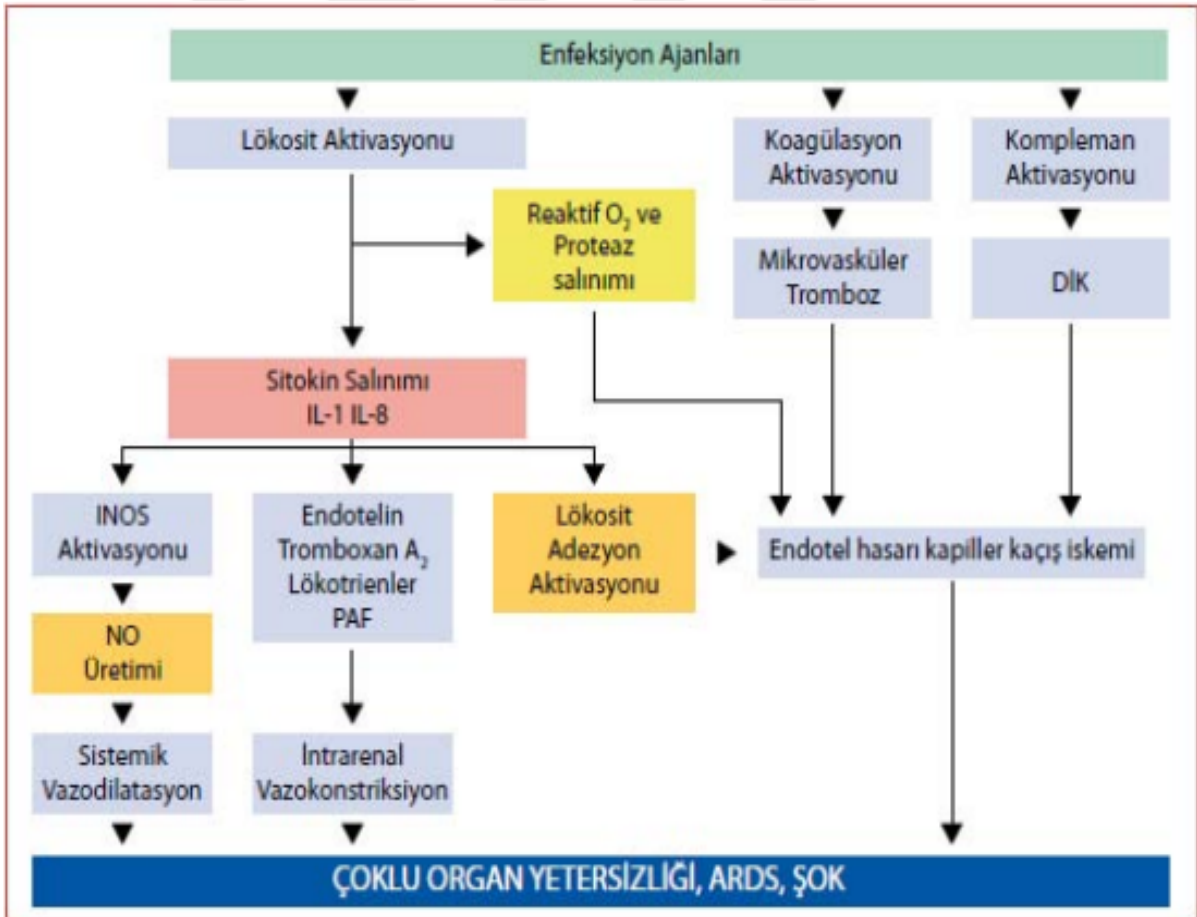 Enfeksiyon Ajanları
Lökosit Aktivasyonu
Koagülasyon
Aktivasyonu
Kompleman
Aktivasyonu
Reaktif O₂ ve
Proteaz
salınımı
Mikrovasküler
Tromboz
DİK
Sitokin Salınımı
IL-1 IL-8
INOS
Aktivasyonu
Endotelin
Tromboxan A₂
Lökotrienler
PAF
Lökosit
Adezyon
Aktivasyonu
Endotel hasarı kapiller kaçış iskemi
NO
Üretimi
Sistemik
Vazodilatasyon
İntrarenal
Vazokonstriksiyon
ÇOKLU ORGAN YETERSİZLİĞİ, ARDS, ŞOK